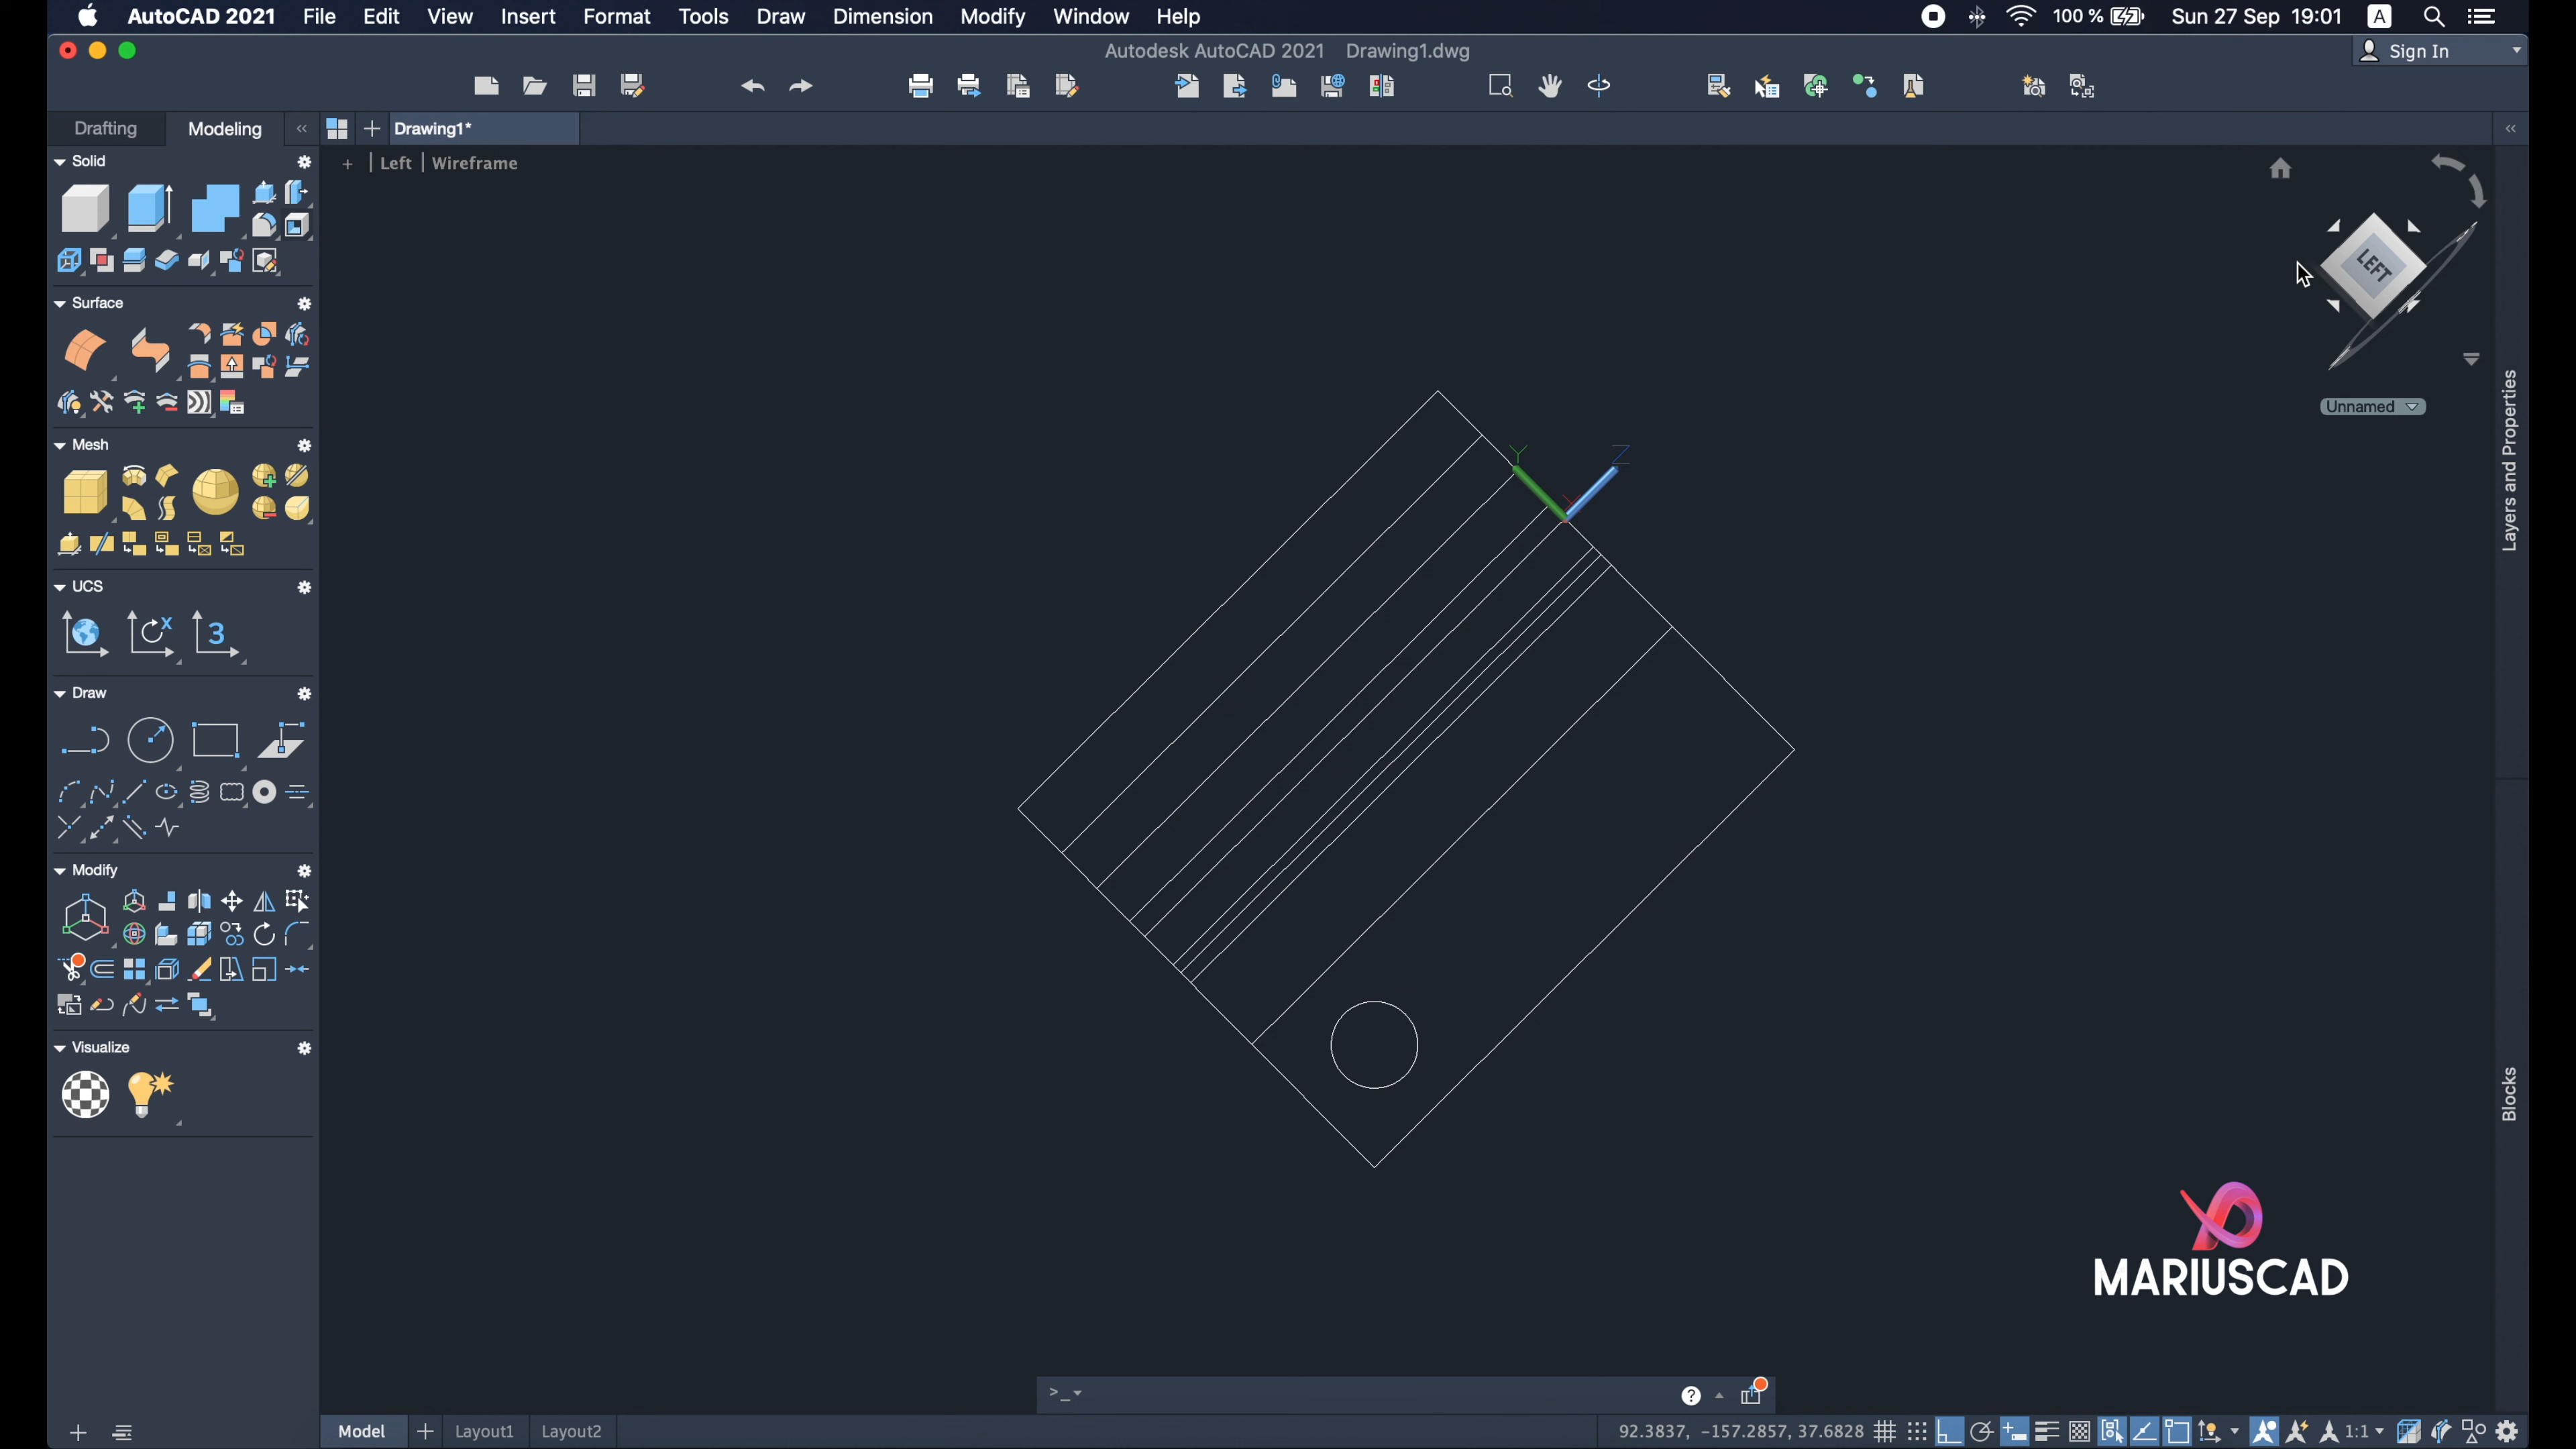 AutoCAD 2021 File Edit View Insert Format Tools Draw Dimension Modify Window Help 100 % Sun 27 Sep 19:01 A
Autodesk AutoCAD 2021 Drawing1.dwg Sign In
Drafting Modeling Drawing1*
Solid + Left Wireframe
LEFT
Surface
Unnamed
Mesh
Y Z
Layers and Properties
UCS
X 3
Draw
Modify
Visualize
Blocks
MARIUSCAD
>_ ?
Model + Layout1 Layout2 92.3837, -157.2857, 37.6828 1:1